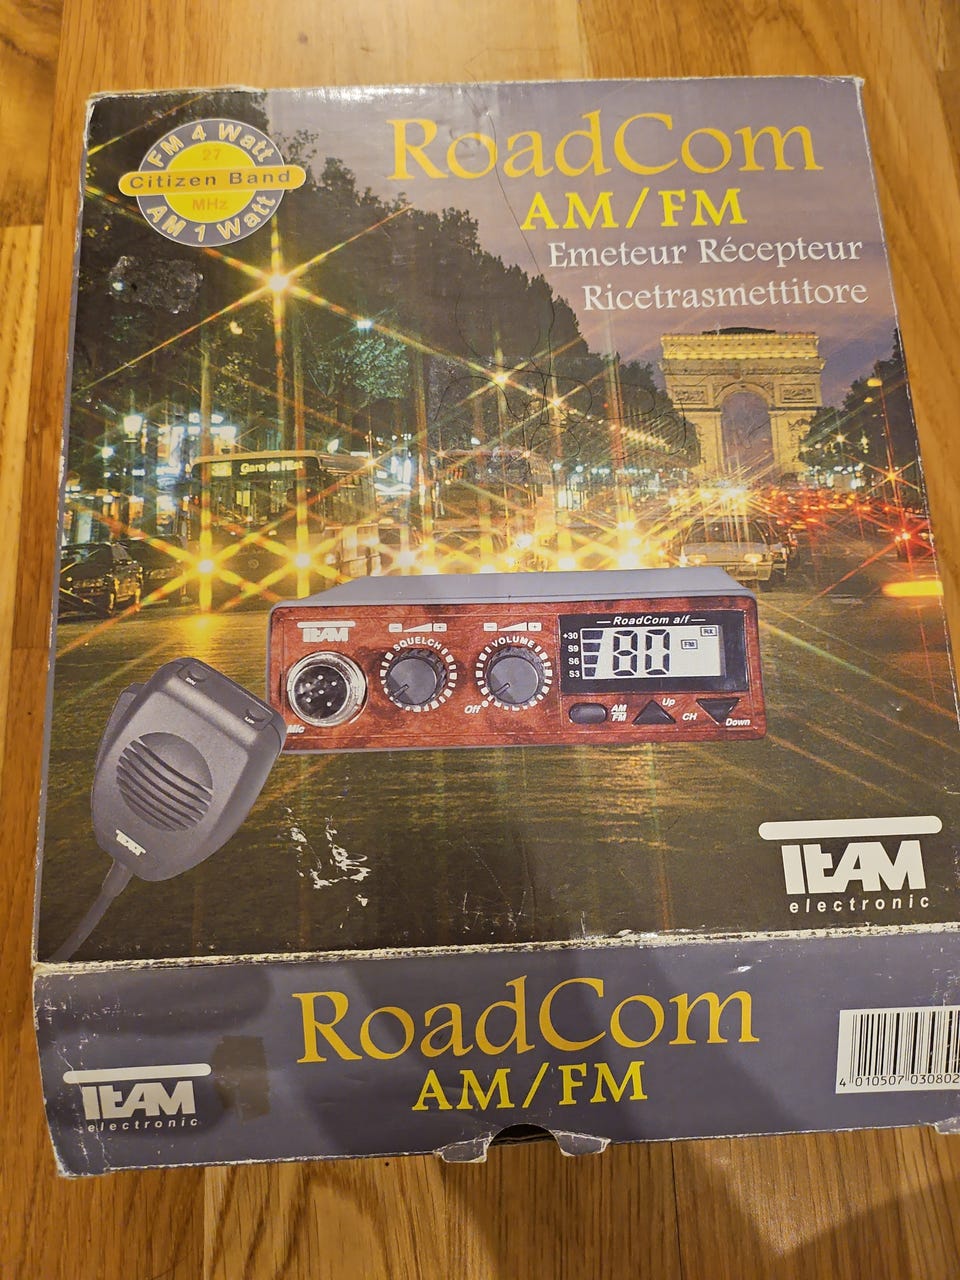 FM 4 Watt
27
Citizen Band
MHz
AM 1 Watt
RoadCom
AM/FM
Emeteur Récepteur
Ricetrasmettitore
Gare de l'Est
TEAM
SQUELCH
VOLUME
Off
Mic
RoadCom a/f
+30
S9
S6
S3
80
FM
RX
AM
FM
Up
CH
Down
TEAM
TEAM
electronic
RoadCom
AM/FM
TEAM
electronic
4 010507 030802